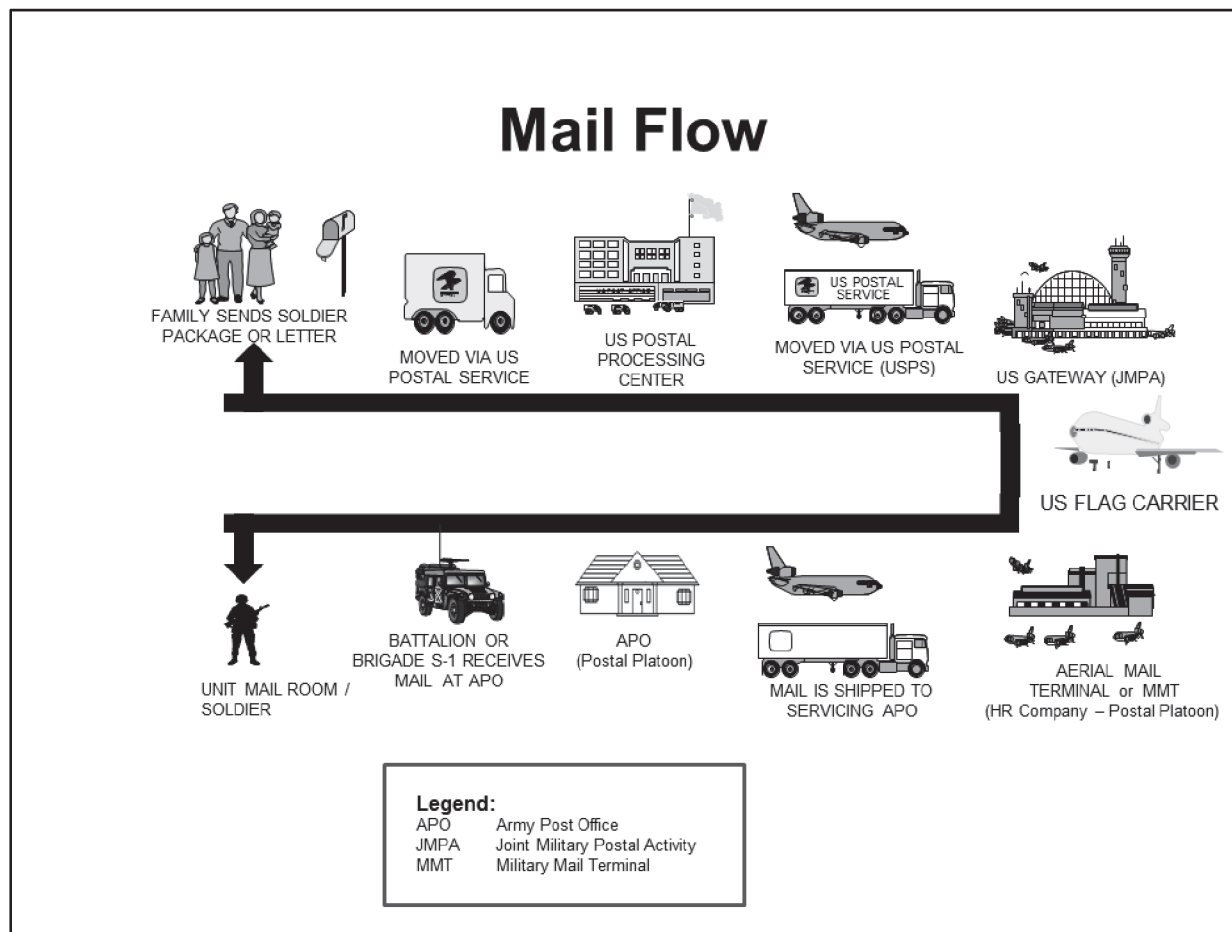 Mail Flow
FAMILY SENDS SOLDIER
PACKAGE OR LETTER
MOVED VIA US
POSTAL SERVICE
US POSTAL
PROCESSING
CENTER
US POSTAL
SERVICE
MOVED VIA US POSTAL
SERVICE (USPS)
US GATEWAY (JMPA)
US FLAG CARRIER
AERIAL MAIL
TERMINAL or MMT
(HR Company – Postal Platoon)
MAIL IS SHIPPED TO
SERVICING APO
APO
(Postal Platoon)
BATTALION OR
BRIGADE S-1 RECEIVES
MAIL AT APO
UNIT MAIL ROOM /
SOLDIER
Legend:
APO Army Post Office
JMPA Joint Military Postal Activity
MMT Military Mail Terminal